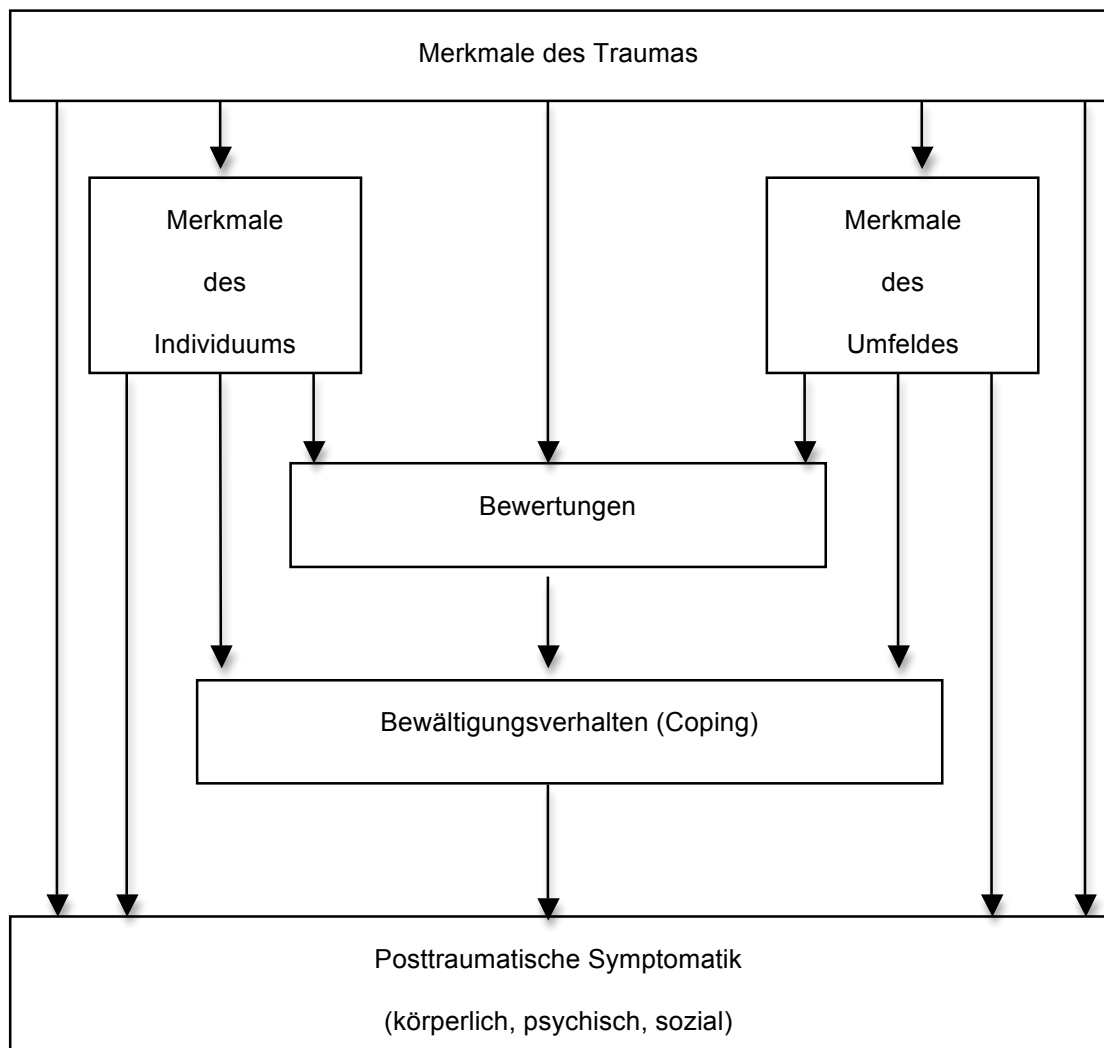 Merkmale des Traumas
Merkmale
des
Individuums
Merkmale
des
Umfeldes
Bewertungen
Bewältigungsverhalten (Coping)
Posttraumatische Symptomatik
(körperlich, psychisch, sozial)